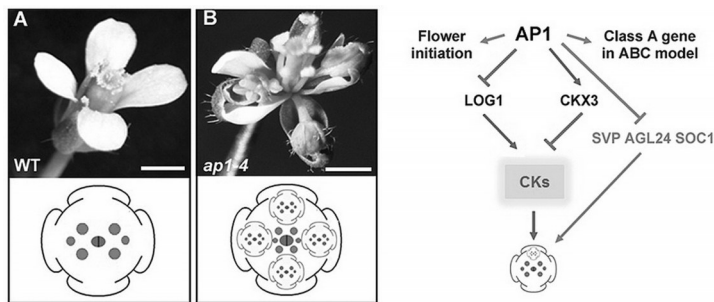 A
B
WT
ap1-4
Flower
initiation
AP1
Class A gene
in ABC model
LOG1
CKX3
SVP AGL24 SOC1
CKs